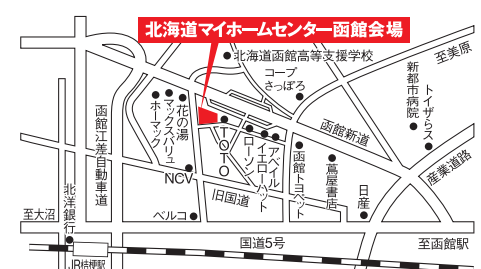 北海道マイホームセンター函館会場
北海道函館高等支援学校
至美原
コープ
さっぽろ
新都市病院
トイザらス
函館江差自動車道
ホーマック
マックスバリュ
花の湯
TOTO
ローソン
イエローハット
アベイル
函館新道
函館トヨペット
蔦屋書店
日産
産業道路
NCV
旧国道
ベルコ
北洋銀行
至大沼
国道5号
至函館駅
JR桔梗駅